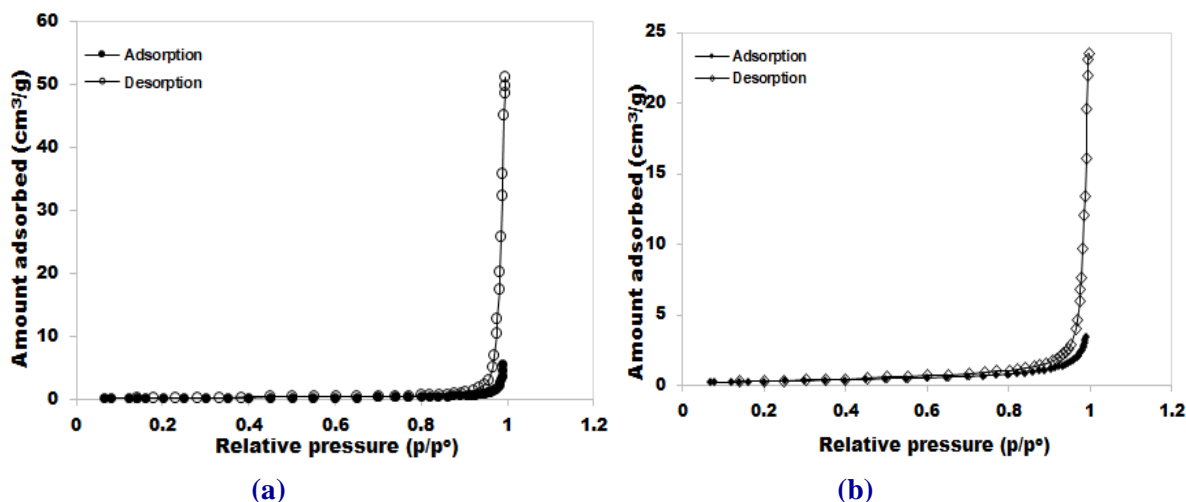 60
50
40
30
20
10
0
0 0.2 0.4 0.6 0.8 1 1.2
Amount adsorbed (cm³/g)
Adsorption
Desorption
Relative pressure (p/p°)
(a)
25
20
15
10
5
0
0 0.2 0.4 0.6 0.8 1 1.2
Amount adsorbed (cm³/g)
Adsorption
Desorption
Relative pressure (p/p°)
(b)